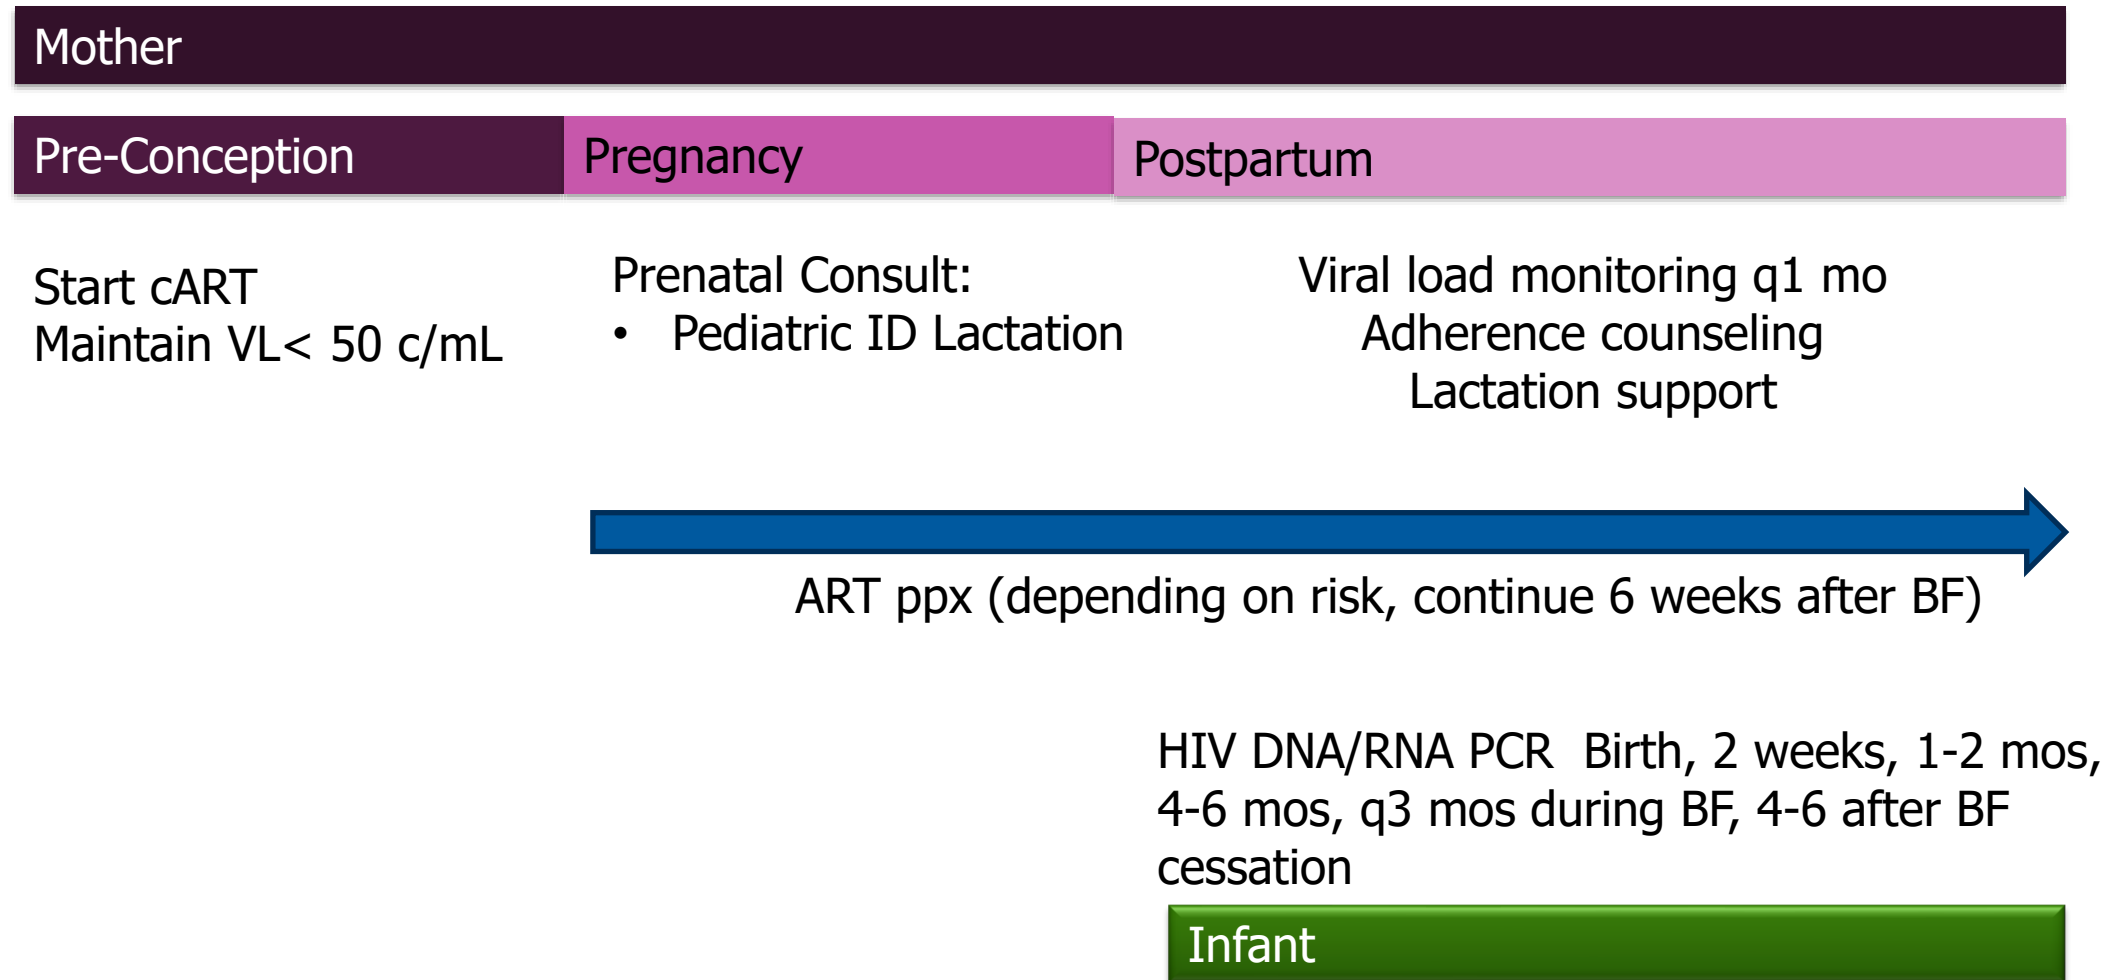 Mother
Pre-Conception
Pregnancy
Postpartum
Start cART
Maintain VL< 50 c/mL
Prenatal Consult:
• Pediatric ID Lactation
Viral load monitoring q1 mo
Adherence counseling
Lactation support
ART ppx (depending on risk, continue 6 weeks after BF)
HIV DNA/RNA PCR  Birth, 2 weeks, 1-2 mos,
4-6 mos, q3 mos during BF, 4-6 after BF
cessation
Infant